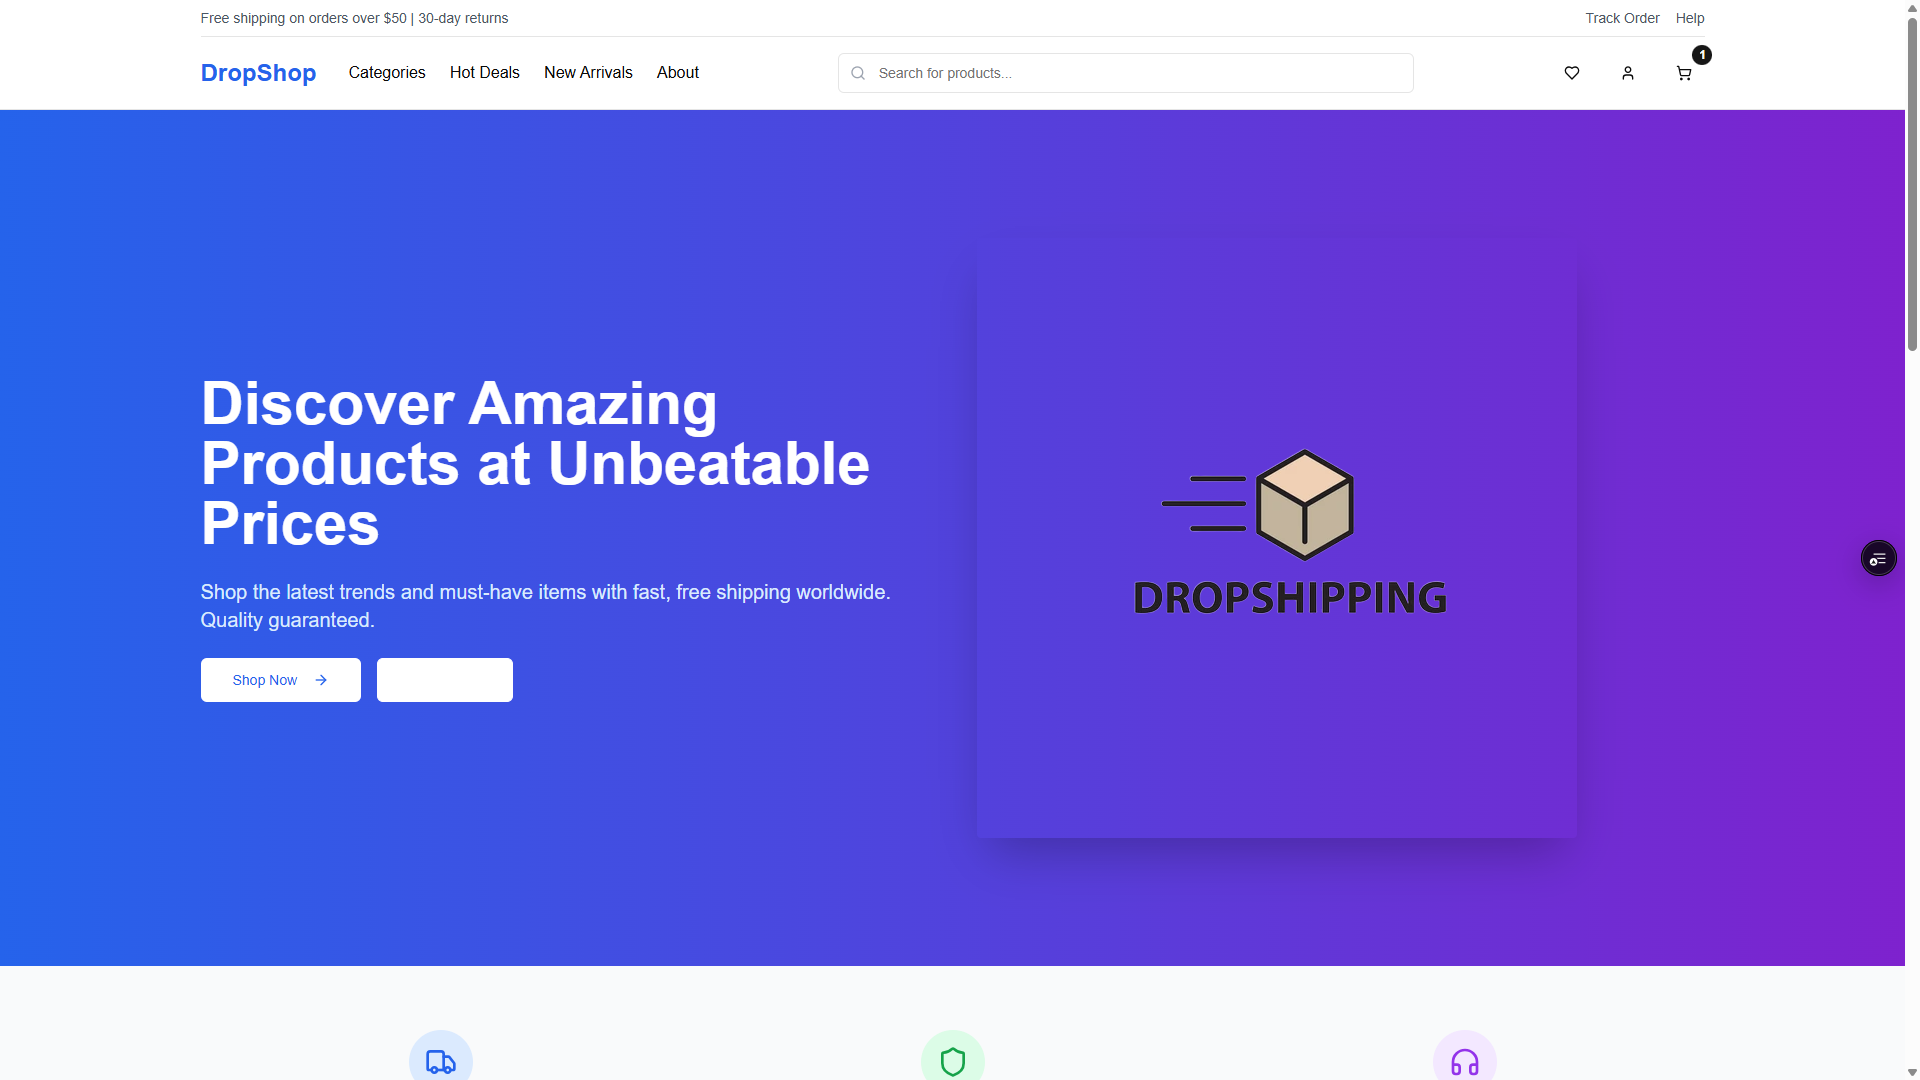 Free shipping on orders over $50 | 30-day returns
Track Order
Help
DropShop
Categories
Hot Deals
New Arrivals
About
Search for products...
1
Discover Amazing
Products at Unbeatable
Prices
Shop the latest trends and must-have items with fast, free shipping worldwide.
Quality guaranteed.
Shop Now
DROPSHIPPING